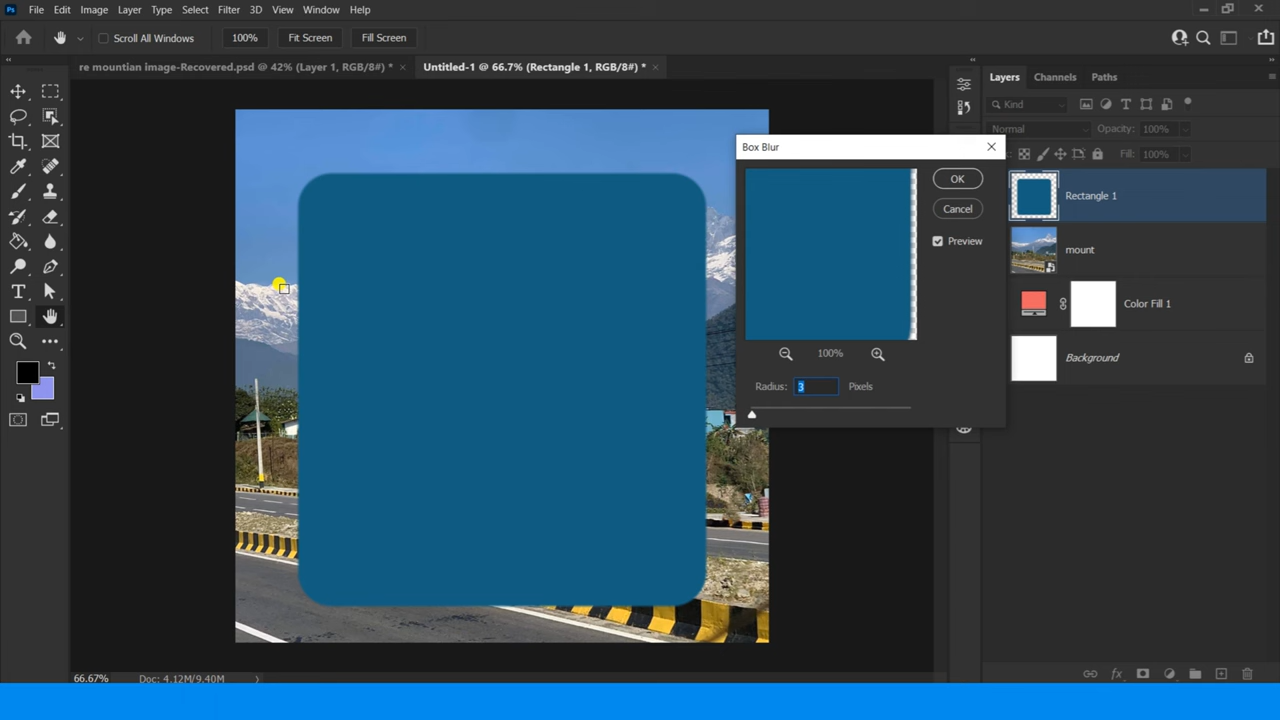 Ps File Edit Image Layer Type Select Filter 3D View Window Help
Scroll All Windows 100% Fit Screen Fill Screen
re mountian image-Recovered.psd @ 42% (Layer 1, RGB/8#) * × Untitled-1 @ 66.7% (Rectangle 1, RGB/8#) * ×
Layers Channels Paths
Kind
Normal Opacity: 100%
Fill: 100%
Box Blur
OK
Cancel
Preview
100%
Radius: 3 Pixels
Rectangle 1
mount
Color Fill 1
Background
66.67% Doc: 4.12M/9.40M
fx